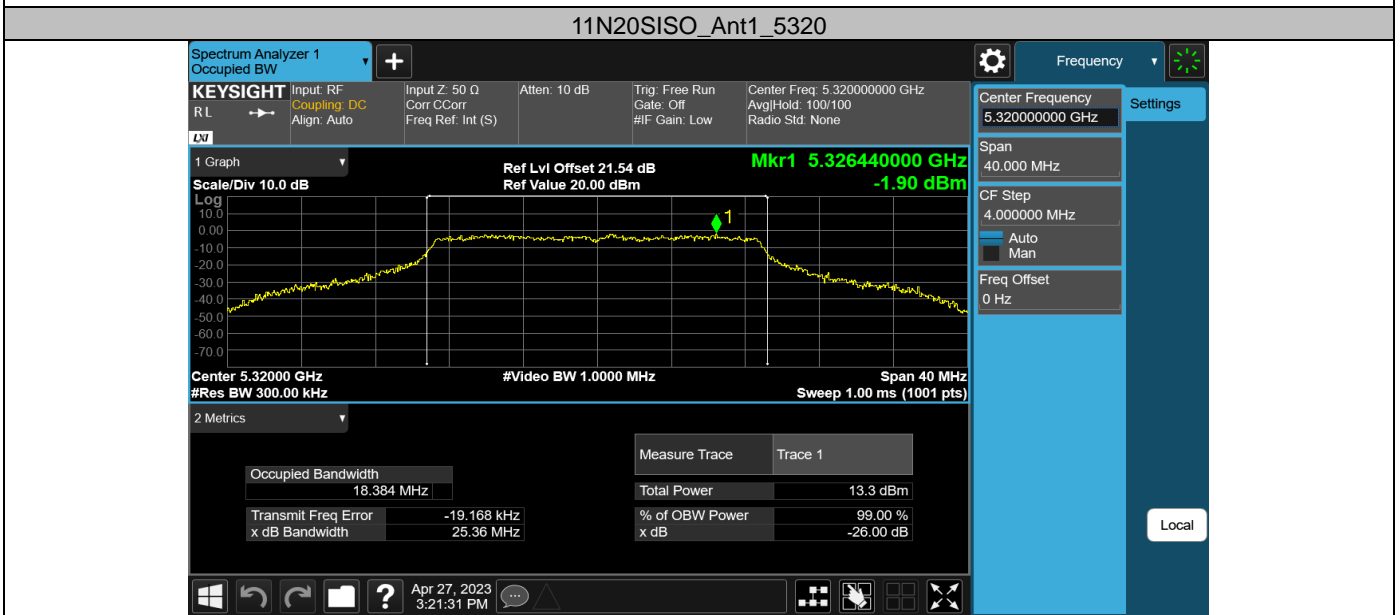 11N20SISO_Ant1_5320
Spectrum Analyzer 1
Occupied BW
Frequency
KEYSIGHT
R L
LXI
Input: RF
Coupling: DC
Align: Auto
Input Z: 50 Ω
Corr CCorr
Freq Ref: Int (S)
Atten: 10 dB
Trig: Free Run
Gate: Off
#IF Gain: Low
Center Freq: 5.320000000 GHz
Avg|Hold: 100/100
Radio Std: None
Center Frequency
5.320000000 GHz
Settings
Span
40.000 MHz
CF Step
4.000000 MHz
Auto
Man
Freq Offset
0 Hz
1 Graph
Scale/Div 10.0 dB
Ref Lvl Offset 21.54 dB
Ref Value 20.00 dBm
Mkr1 5.326440000 GHz
-1.90 dBm
Log
10.0
0.00
-10.0
-20.0
-30.0
-40.0
-50.0
-60.0
-70.0
1
Center 5.32000 GHz
#Res BW 300.00 kHz
#Video BW 1.0000 MHz
Span 40 MHz
Sweep 1.00 ms (1001 pts)
2 Metrics
Measure Trace Trace 1
Occupied Bandwidth
18.384 MHz
Total Power 13.3 dBm
Transmit Freq Error -19.168 kHz
% of OBW Power 99.00 %
x dB Bandwidth 25.36 MHz
x dB -26.00 dB
Local
?
Apr 27, 2023
3:21:31 PM